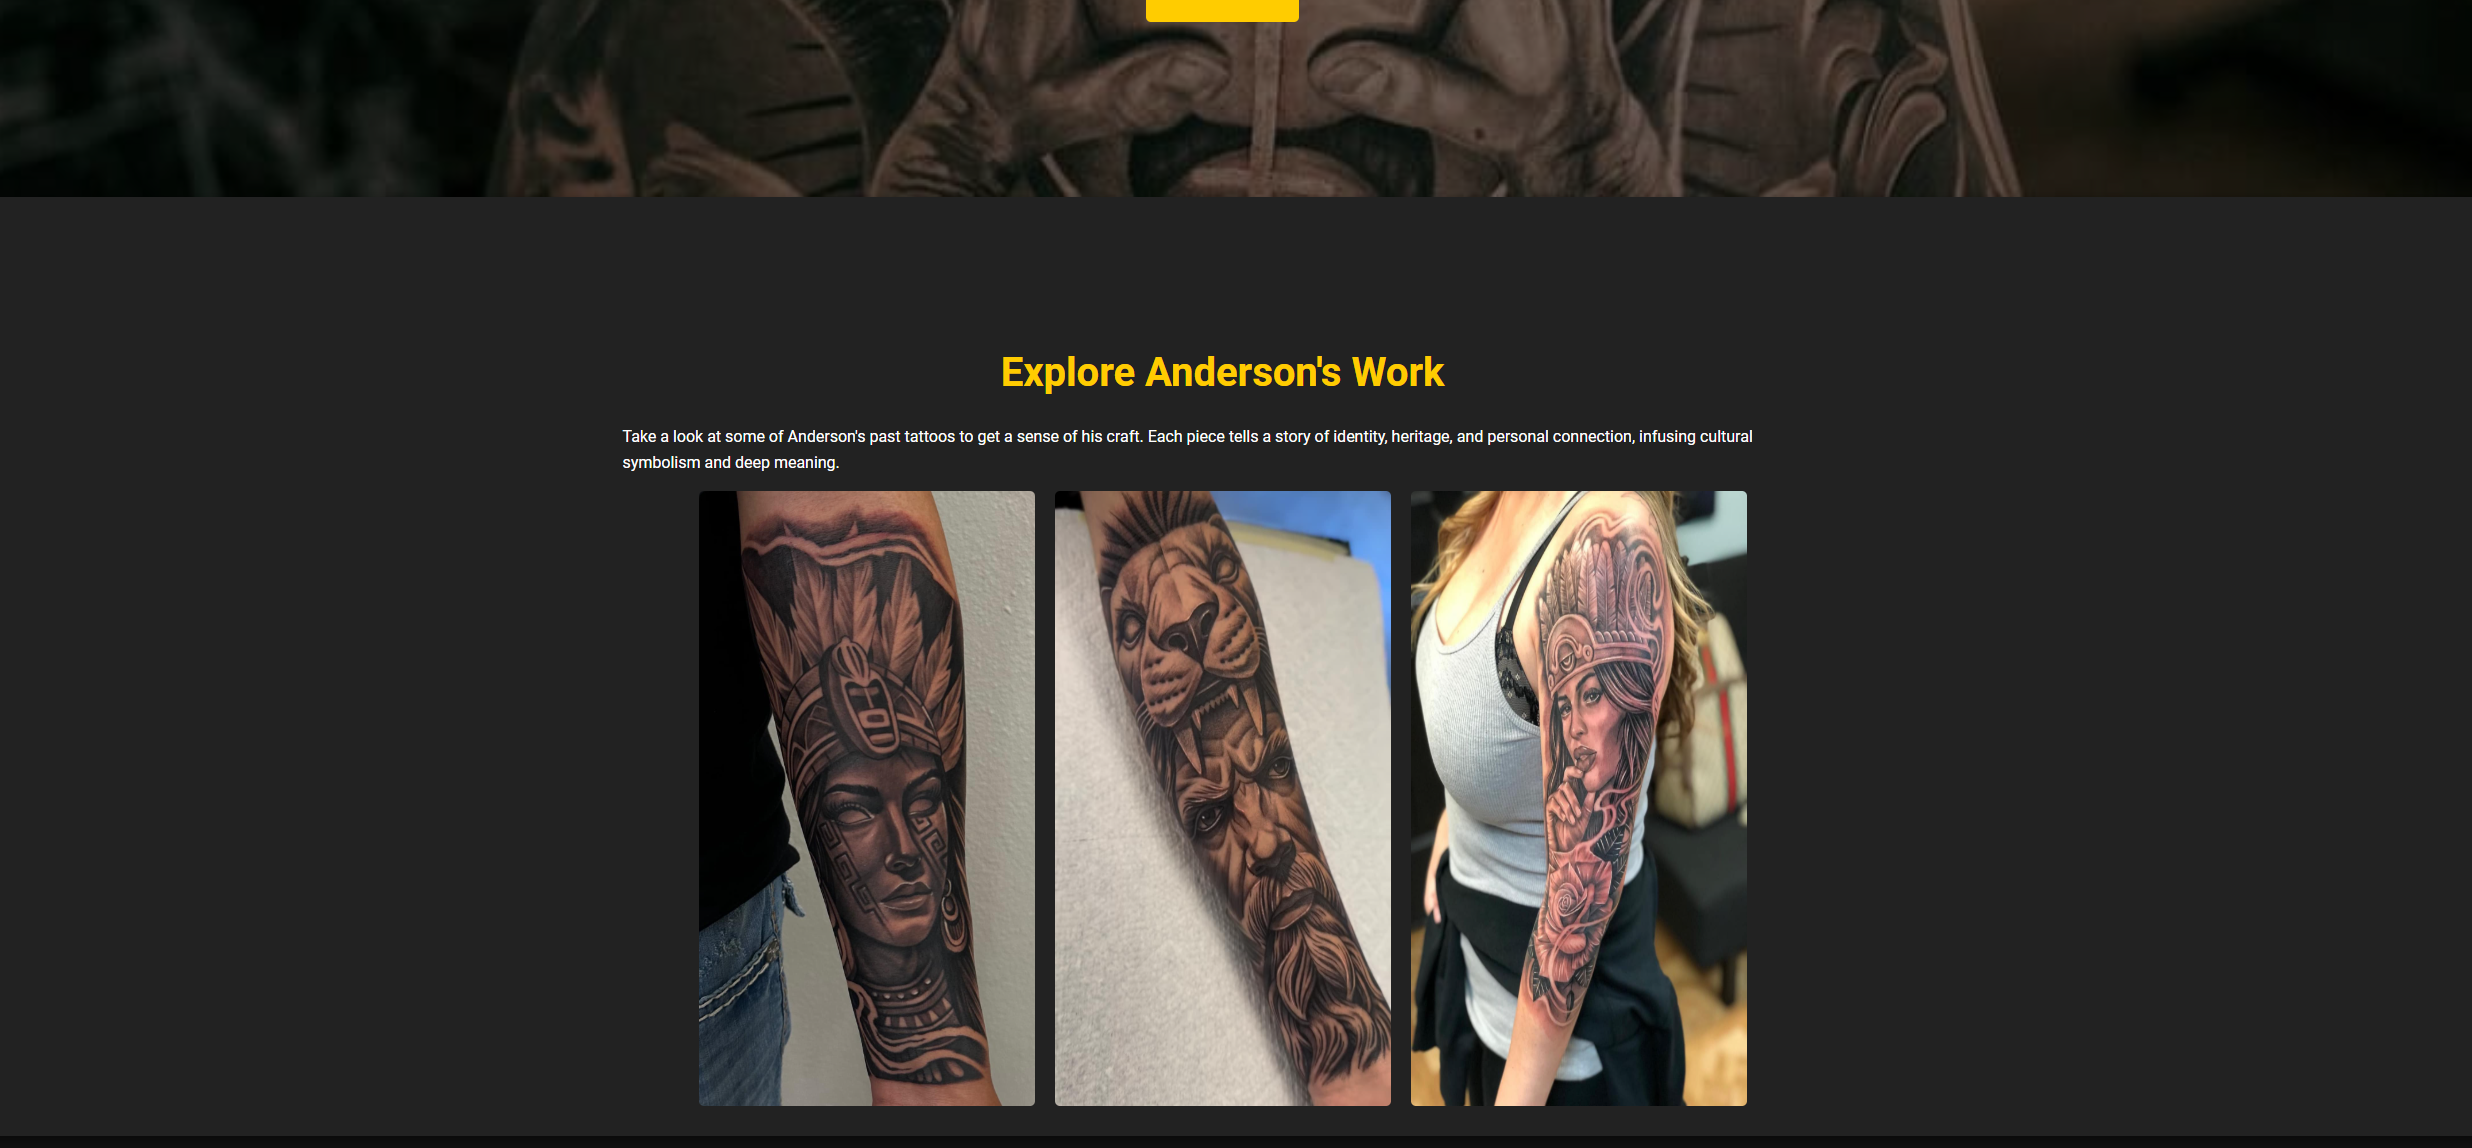 Explore Anderson's Work
Take a look at some of Anderson's past tattoos to get a sense of his craft. Each piece tells a story of identity, heritage, and personal connection, infusing cultural
symbolism and deep meaning.